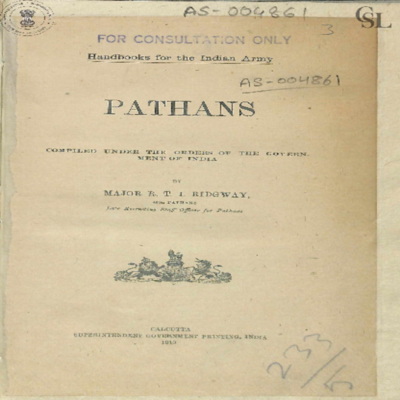 AS-004861
CSL
FOR CONSULTATION ONLY
3
Handbooks for the Indian Army
AS-004861
PATHANS
COMPILED UNDER THE ORDERS OF THE GOVERN-
MENT OF INDIA
BY
MAJOR R. T. I. RIDGWAY,
PATHANS
Late Recruiting Staff Officer for Pathans
CALCUTTA
SUPERINTENDENT GOVERNMENT PRINTING, INDIA
233